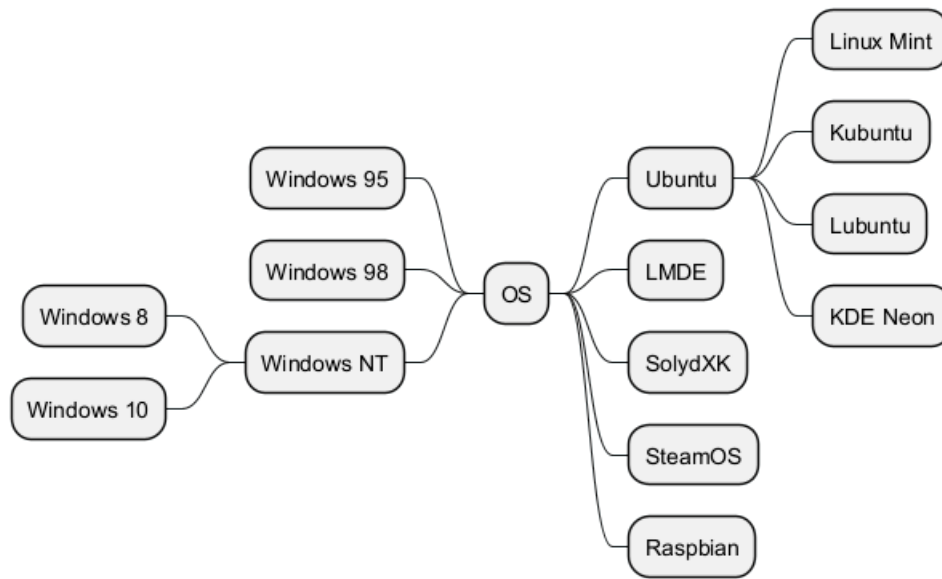 OS
Ubuntu
Linux Mint
Kubuntu
Lubuntu
KDE Neon
LMDE
SolydXK
SteamOS
Raspbian
Windows 95
Windows 98
Windows NT
Windows 8
Windows 10